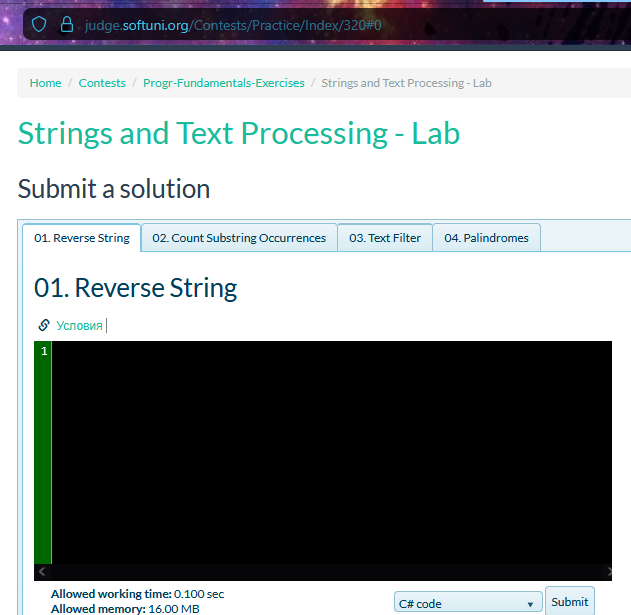 judge.softuni.org/Contests/Practice/Index/320#0
Home / Contests / Progr-Fundamentals-Exercises / Strings and Text Processing - Lab
Strings and Text Processing - Lab
Submit a solution
01. Reverse String 02. Count Substring Occurrences 03. Text Filter 04. Palindromes
01. Reverse String
Условия
1
Allowed working time: 0.100 sec
Allowed memory: 16.00 MB
C# code Submit